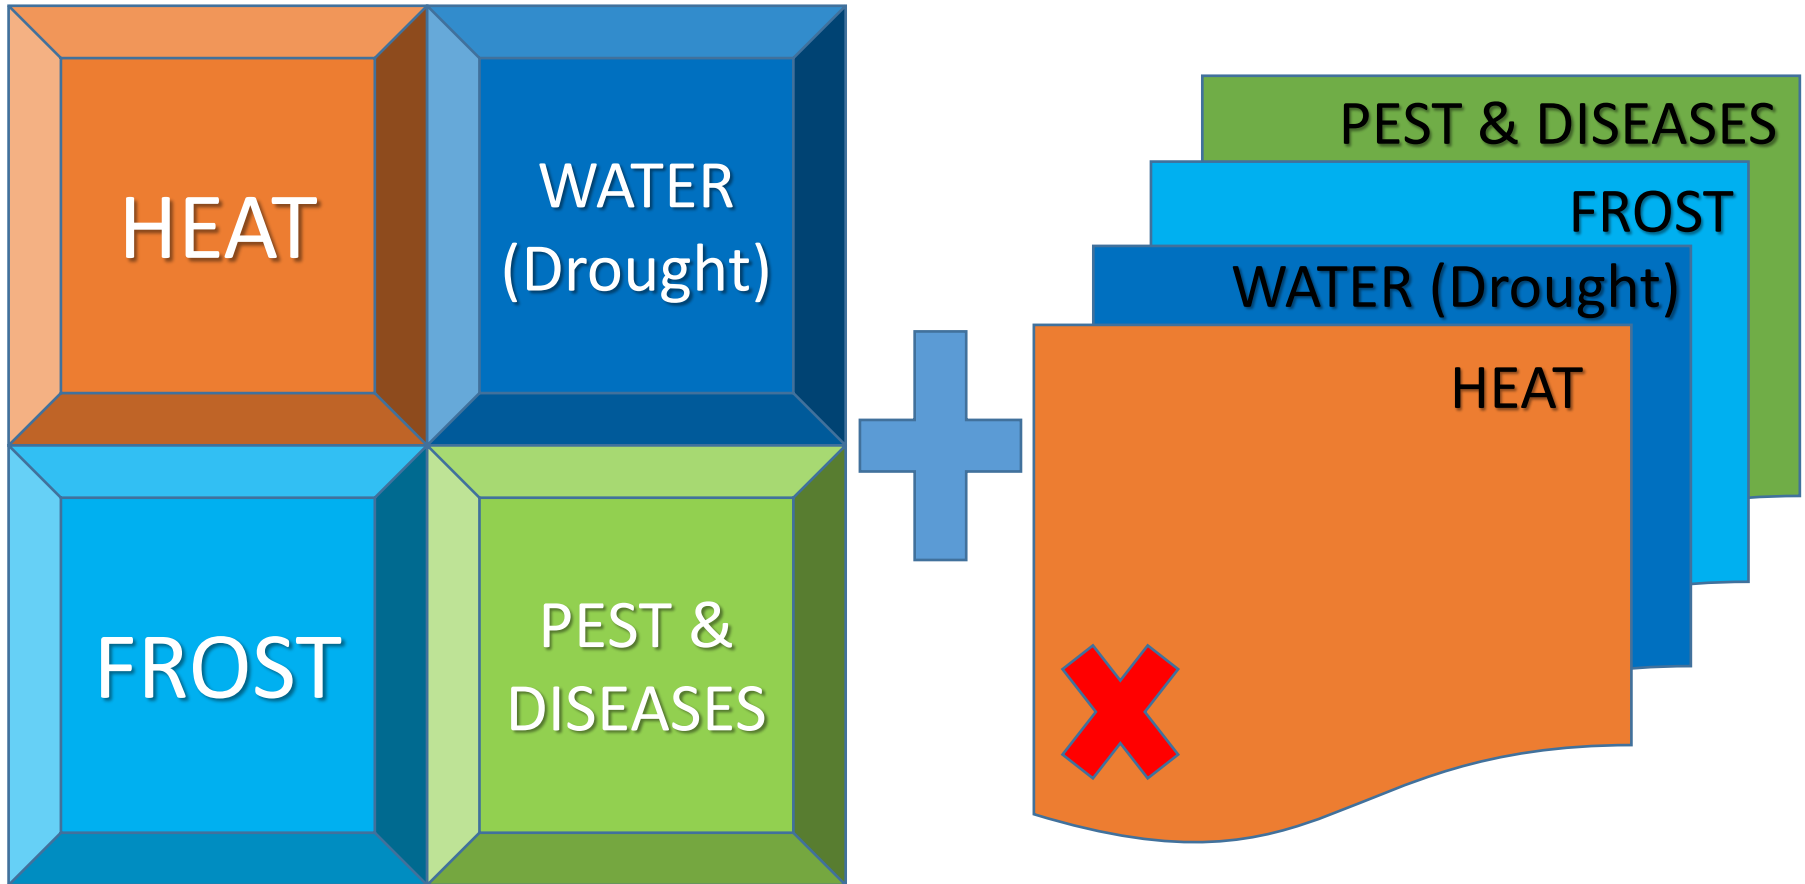 HEAT
WATER
(Drought)
FROST
PEST &
DISEASES
PEST & DISEASES
FROST
WATER (Drought)
HEAT